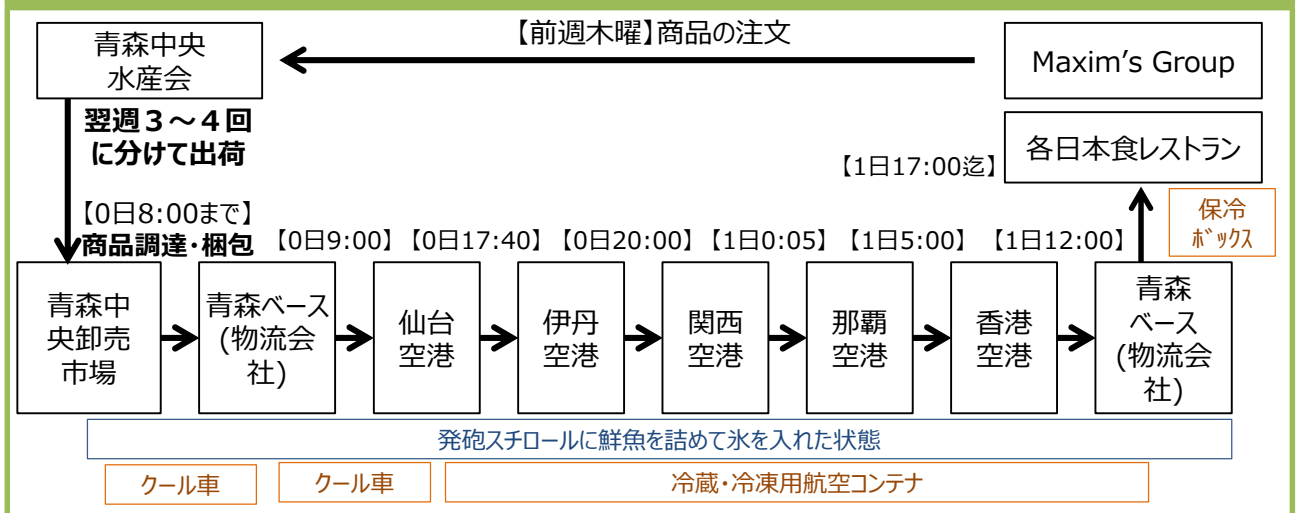 【前週木曜】商品の注文
青森中央
水産会
Maxim's Group
翌週３～４回
に分けて出荷
各日本食レストラン
【1日17:00迄】
保冷
ﾎﾞｯｸｽ
【0日8:00まで】
商品調達・梱包
【0日9:00】
【0日17:40】
【0日20:00】
【1日0:05】
【1日5:00】
【1日12:00】
青森中
央卸売
市場
青森ベース
(物流会
社)
仙台
空港
伊丹
空港
関西
空港
那覇
空港
香港
空港
青森
ベース
(物流会
社)
発砲スチロールに鮮魚を詰めて氷を入れた状態
クール車
クール車
冷蔵・冷凍用航空コンテナ